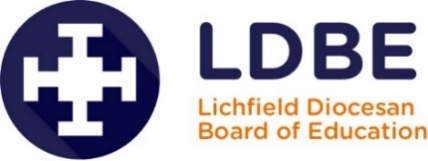 LDBE
Lichfield Diocesan
Board of Education